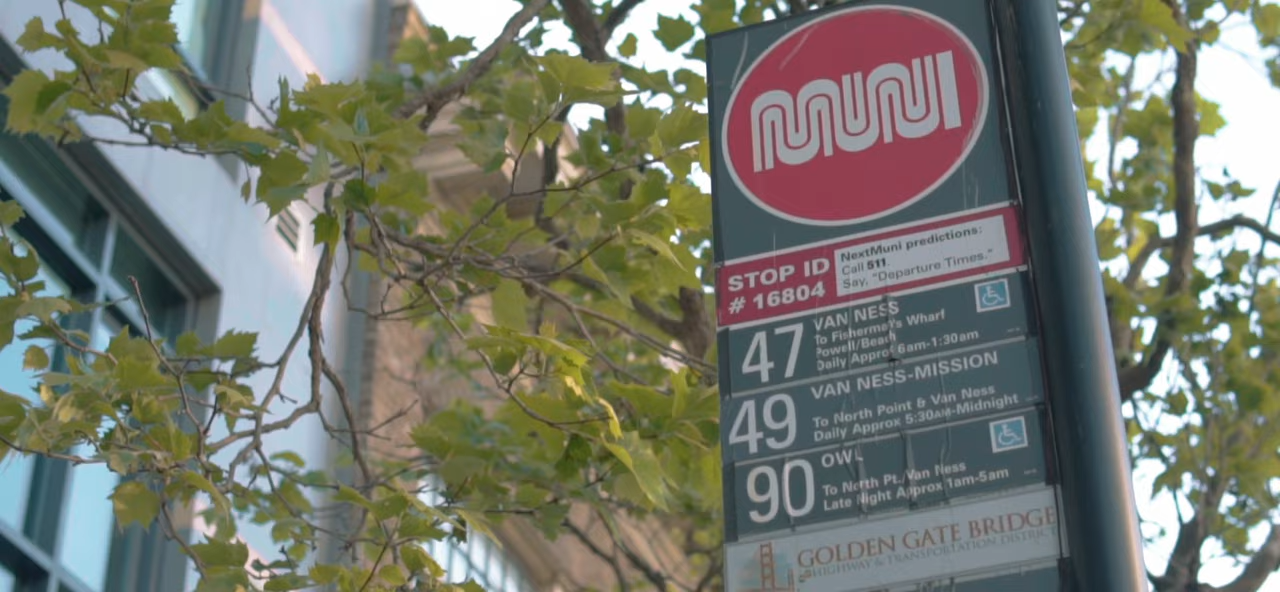 MUNI
STOP ID
# 16804
NextMuni predictions:
Call 511.
Say, "Departure Times."
47
VAN NESS
To Fisherman's Wharf
Powell/Beach
Daily Approx 6am-1:30am
49
VAN NESS-MISSION
To North Point & Van Ness
Daily Approx 5:30AM-Midnight
90
OWL
To North Pt./Van Ness
Late Night Approx 1am-5am
GOLDEN GATE BRIDGE
HIGHWAY & TRANSPORTATION DISTRICT